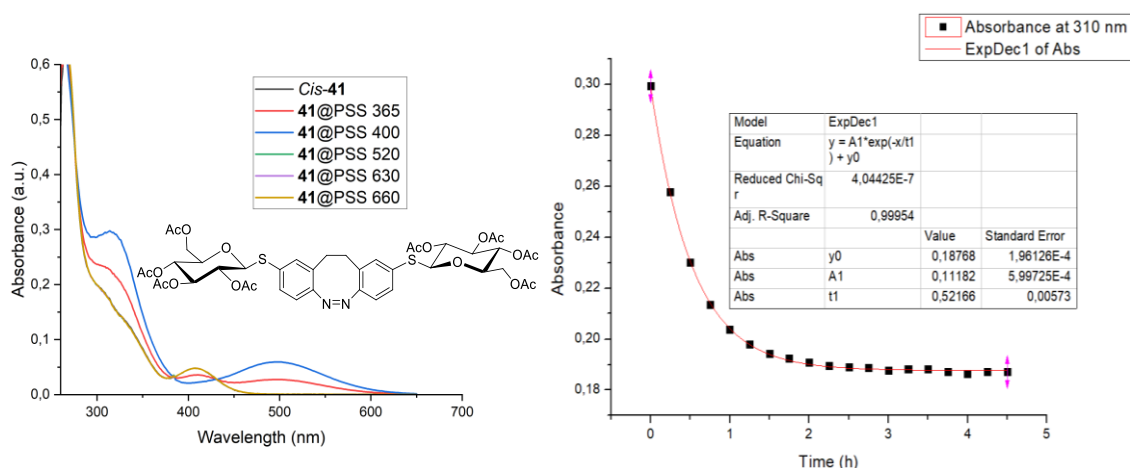 0,6
0,5
0,4
0,3
0,2
0,1
0,0
Absorbance (a.u.)
300 400 500 600 700
Wavelength (nm)
Cis-41
41@PSS 365
41@PSS 400
41@PSS 520
41@PSS 630
41@PSS 660
AcO
AcO
AcO
OAc
O
S
N=N
S
AcO
OAc
OAc
O
OAc
Absorbance at 310 nm
ExpDec1 of Abs
0,30
0,28
0,26
0,24
0,22
0,20
0,18
Absorbance
0 1 2 3 4 5
Time (h)
Model ExpDec1
Equation y = A1*exp(-x/t1
) + y0
Reduced Chi-Sq
r 4,04425E-7
Adj. R-Square 0,99954
Value Standard Error
Abs y0 0,18768 1,96126E-4
Abs A1 0,11182 5,99725E-4
Abs t1 0,52166 0,00573